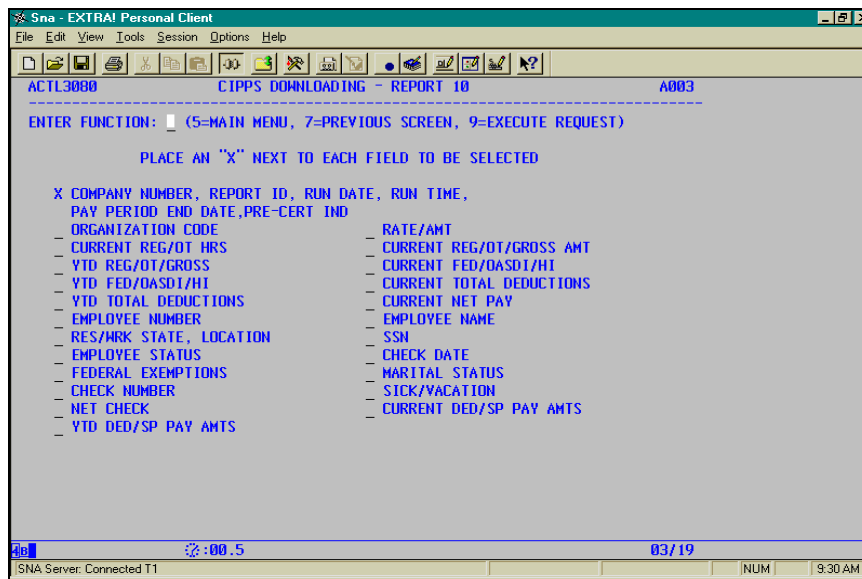 Sna - EXTRA! Personal Client
File Edit View Tools Session Options Help
ACTL3080 CIPPS DOWNLOADING - REPORT 10 A003
--------------------------------------------------------------------------
ENTER FUNCTION: _ (5=MAIN MENU, 7=PREVIOUS SCREEN, 9=EXECUTE REQUEST)
PLACE AN "X" NEXT TO EACH FIELD TO BE SELECTED
X COMPANY NUMBER, REPORT ID, RUN DATE, RUN TIME,
PAY PERIOD END DATE,PRE-CERT IND
_ ORGANIZATION CODE _ RATE/AMT
_ CURRENT REG/OT HRS _ CURRENT REG/OT/GROSS AMT
_ YTD REG/OT/GROSS _ CURRENT FED/OASDI/HI
_ YTD FED/OASDI/HI _ CURRENT TOTAL DEDUCTIONS
_ YTD TOTAL DEDUCTIONS _ CURRENT NET PAY
_ EMPLOYEE NUMBER _ EMPLOYEE NAME
_ RES/WRK STATE, LOCATION _ SSN
_ EMPLOYEE STATUS _ CHECK DATE
_ FEDERAL EXEMPTIONS _ MARITAL STATUS
_ CHECK NUMBER _ SICK/VACATION
_ NET CHECK _ CURRENT DED/SP PAY AMTS
_ YTD DED/SP PAY AMTS
4B :00.5 03/19
SNA Server: Connected T1 NUM 9:30 AM